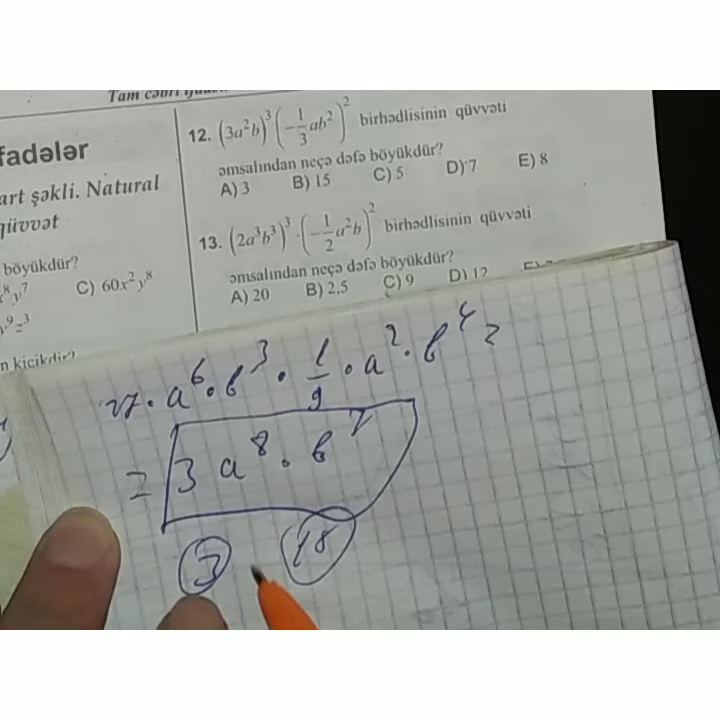 Tam cəbri
fadələr
art şəkli. Natural
qüvvət
böyükdür?
x⁸y⁷
C) 60x²y⁸
y⁹z³
n kiçikdir?
12. (3a²b)³(-1/3ab²)² birhədlisinin qüvvəti
əmsalından neçə dəfə böyükdür?
A) 3 B) 15 C) 5 D) 7 E) 8
13. (2a³b³)³·(-1/2a²b)² birhədlisinin qüvvəti
əmsalından neçə dəfə böyükdür?
A) 20 B) 2,5 C) 9 D) 12
27·a⁶·b³·1/9·a²·b⁴=
=3a⁸·b⁷
3 18